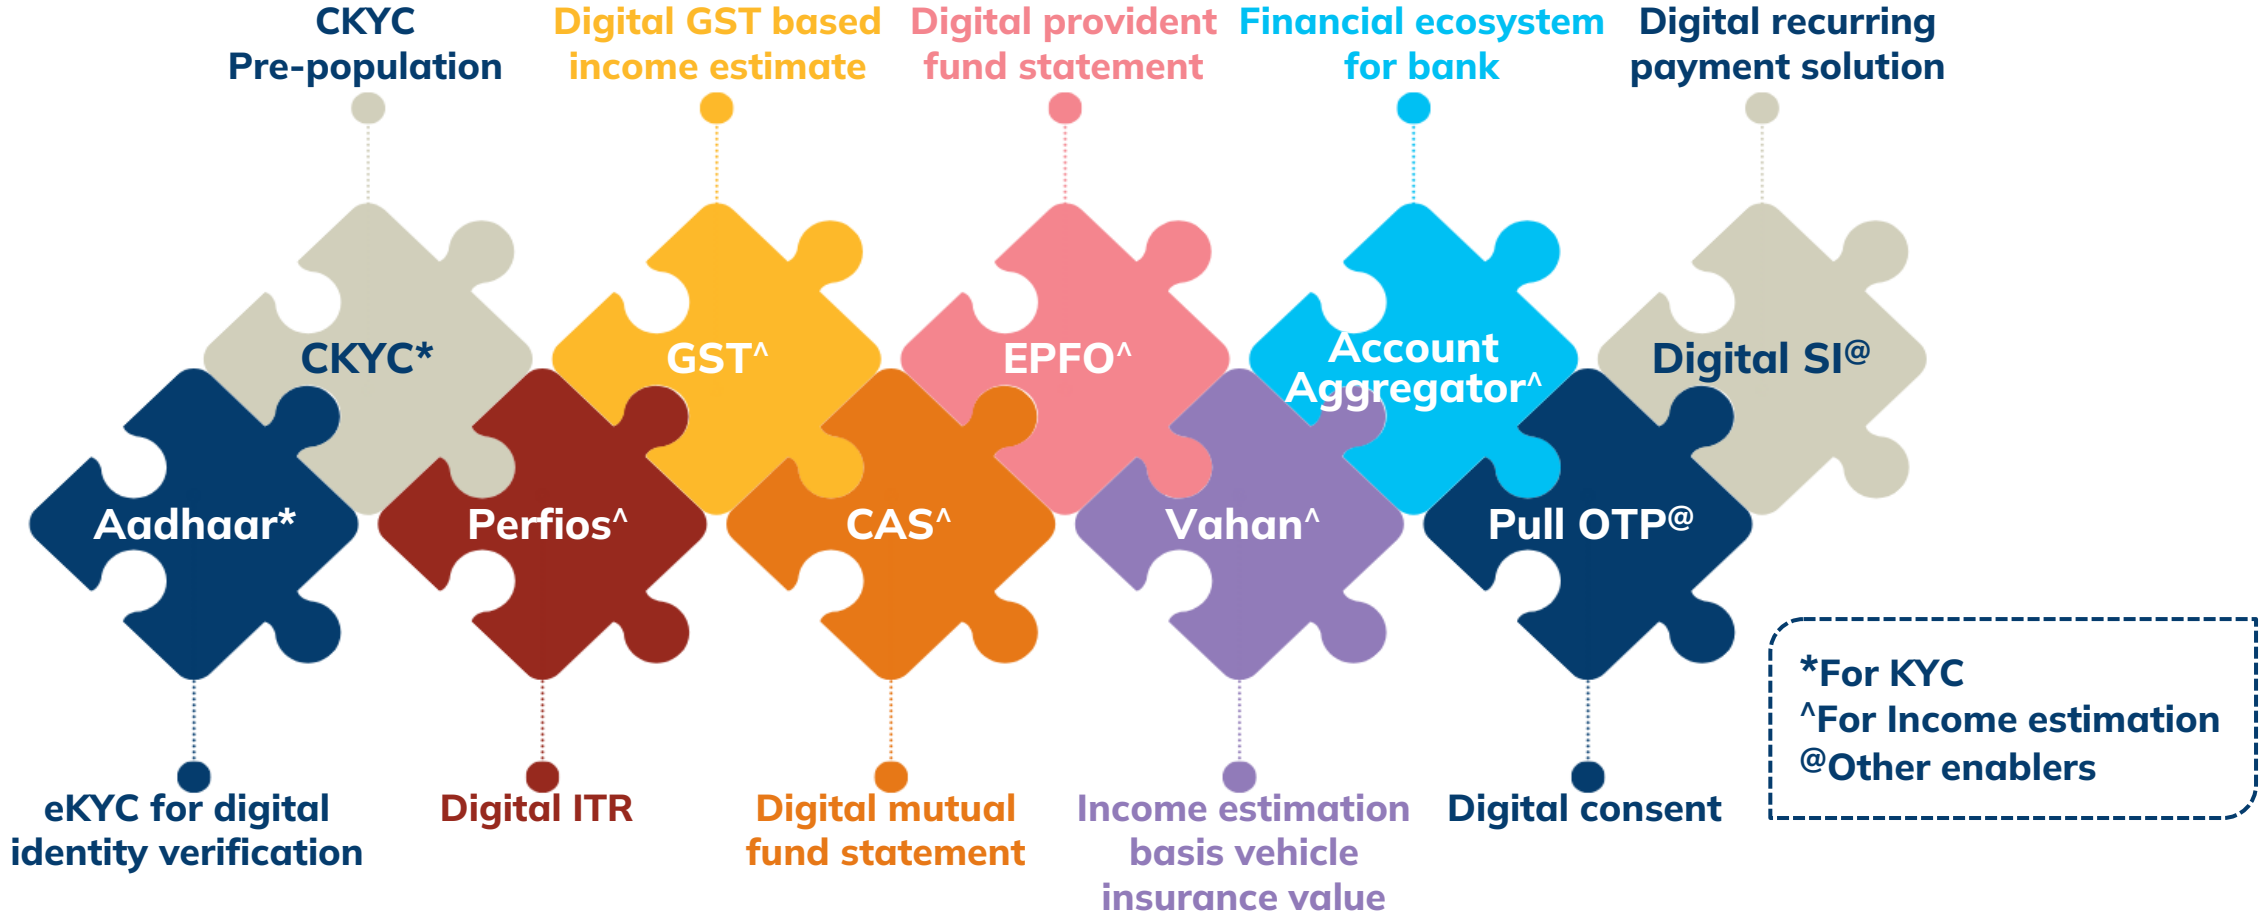 CKYC
Pre-population
Digital GST based
income estimate
Digital provident
fund statement
Financial ecosystem
for bank
Digital recurring
payment solution
CKYC*
GST^
EPFO^
Account
Aggregator^
Digital SI@
Aadhaar*
Perfios^
CAS^
Vahan^
Pull OTP@
eKYC for digital
identity verification
Digital ITR
Digital mutual
fund statement
Income estimation
basis vehicle
insurance value
Digital consent
*For KYC
^For Income estimation
@Other enablers